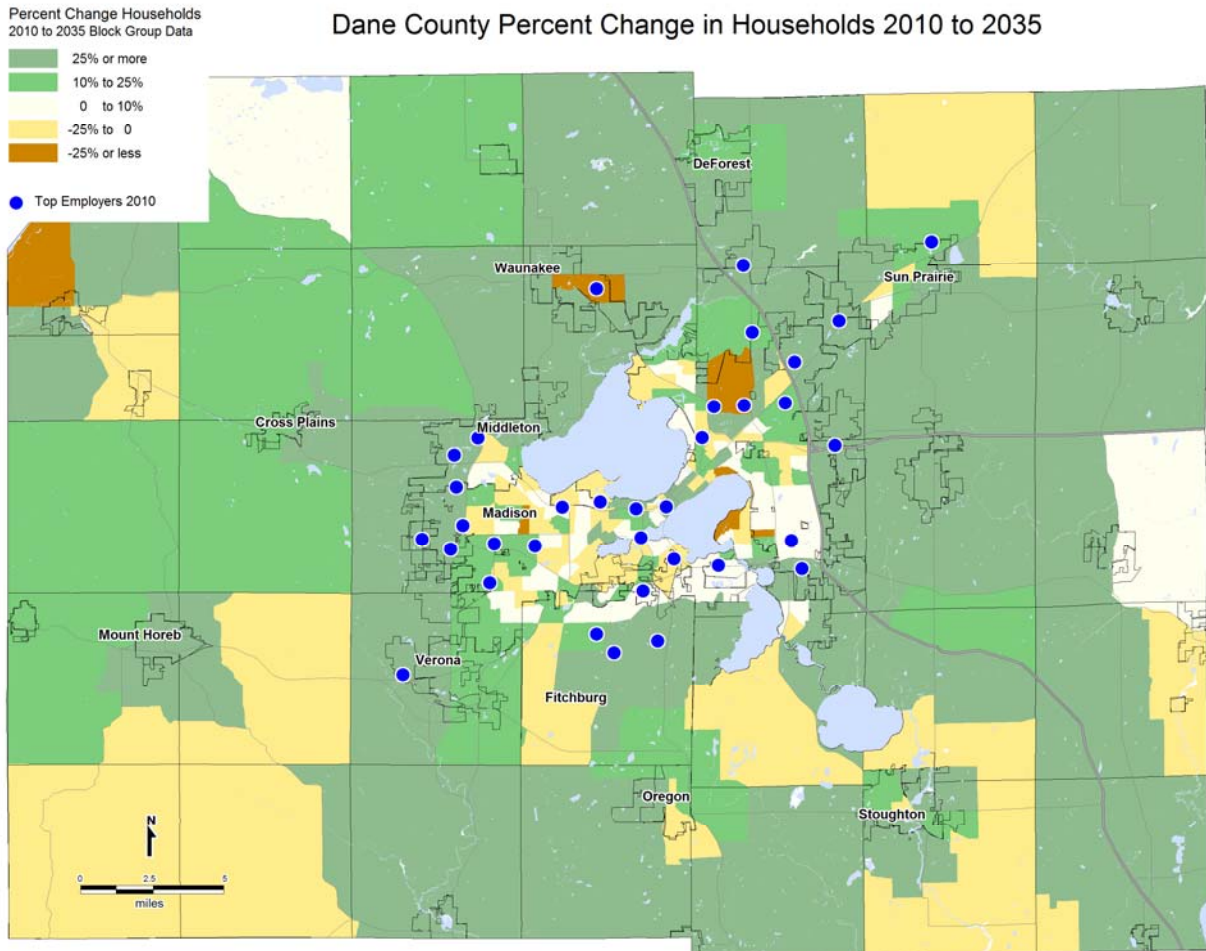 Dane County Percent Change in Households 2010 to 2035
Percent Change Households
2010 to 2035 Block Group Data
25% or more
10% to 25%
0 to 10%
-25% to 0
-25% or less
Top Employers 2010
DeForest
Waunakee
Sun Prairie
Cross Plains
Middleton
Madison
Mount Horeb
Verona
Fitchburg
Oregon
Stoughton
N
0 2.5 5
miles